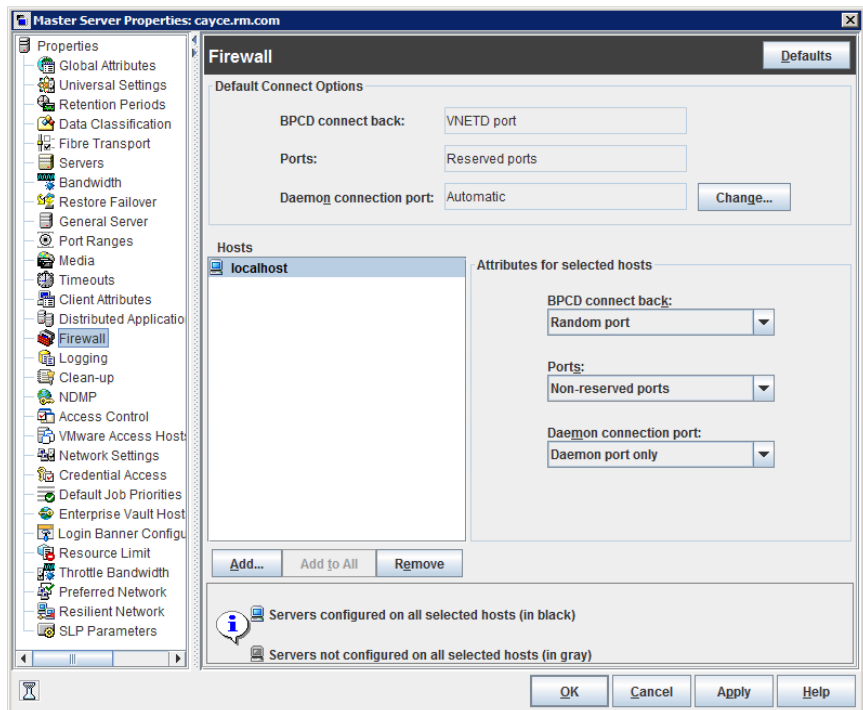 Master Server Properties: cayce.rm.com
Properties
Global Attributes
Universal Settings
Retention Periods
Data Classification
Fibre Transport
Servers
Bandwidth
Restore Failover
General Server
Port Ranges
Media
Timeouts
Client Attributes
Distributed Applicatio
Firewall
Logging
Clean-up
NDMP
Access Control
VMware Access Hosts
Network Settings
Credential Access
Default Job Priorities
Enterprise Vault Host
Login Banner Configu
Resource Limit
Throttle Bandwidth
Preferred Network
Resilient Network
SLP Parameters
Firewall
Defaults
Default Connect Options
BPCD connect back: VNETD port
Ports: Reserved ports
Daemon connection port: Automatic
Change...
Hosts
localhost
Attributes for selected hosts
BPCD connect back:
Random port
Ports:
Non-reserved ports
Daemon connection port:
Daemon port only
Add... Add to All Remove
Servers configured on all selected hosts (in black)
Servers not configured on all selected hosts (in gray)
OK Cancel Apply Help